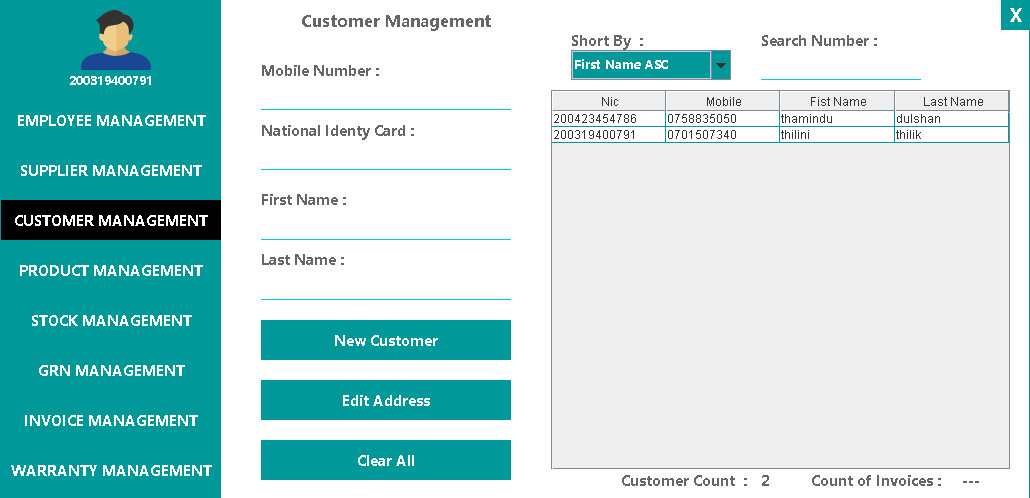 200319400791
EMPLOYEE MANAGEMENT
SUPPLIER MANAGEMENT
CUSTOMER MANAGEMENT
PRODUCT MANAGEMENT
STOCK MANAGEMENT
GRN MANAGEMENT
INVOICE MANAGEMENT
WARRANTY MANAGEMENT
Customer Management
Mobile Number :
National Identy Card :
First Name :
Last Name :
New Customer
Edit Address
Clear All
X
Short By : Search Number :
First Name ASC
Nic Mobile Fist Name Last Name
200423454786 0758835050 thamindu dulshan
200319400791 0701507340 thilini thilik
Customer Count : 2 Count of Invoices : ---